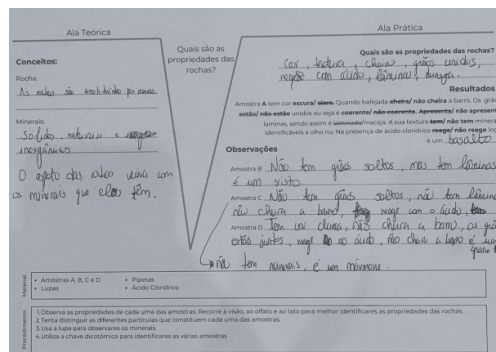 Ala Teórica
Ala Prática
Quais são as
propriedades das
rochas?
Conceitos:
Rocha:
As rochas são por
Minerais:
Sólidos, naturais e
inorgânicos
O aspeto das varia com
os minerais que elas têm.
Quais são as propriedades das rochas?
Cor, textura, cheiro, grãos unidos,
reação com ácido, lâminas, dureza.
Resultados
Amostra A tem cor escura/ clara. Quando bafejada cheira/ não cheira a barro. Os grã
estão/ não estão unidos ou seja é coerente/ não coerente. Apresenta/ não apresen
laminas, sendo assim é laminada/maciça. A sua textura tem/ não tem minera
identificáveis a olho nu. Na presença de ácido clorídrico reage/ não reage log
é um basalto
Observações
Amostra B Não tem grãos soltos, mas tem lâminas
é um xisto
Amostra C Não tem grãos soltos, não tem lâmina
não cheira a barro, reage com o ácido,
Amostra D Tem cor clara, não cheira a barro, os grã
estão juntos, reage ao ácido, não cheira a barro é um
não tem minerais, é um mármore.
Material
• Amostras A, B, C e D
• Lupas
• Pipetas
• Ácido Clorídrico
Procedimento
1. Observa as propriedades de cada uma das amostras. Recorre à visão, ao olfato e ao tato para melhor identificares as propriedades das rochas.
2. Tenta distinguir as diferentes partículas que constituem cada uma das amostras.
3. Usa a lupa para observares os minerais.
4. Utiliza a chave dicotómica para identificares as várias amostras